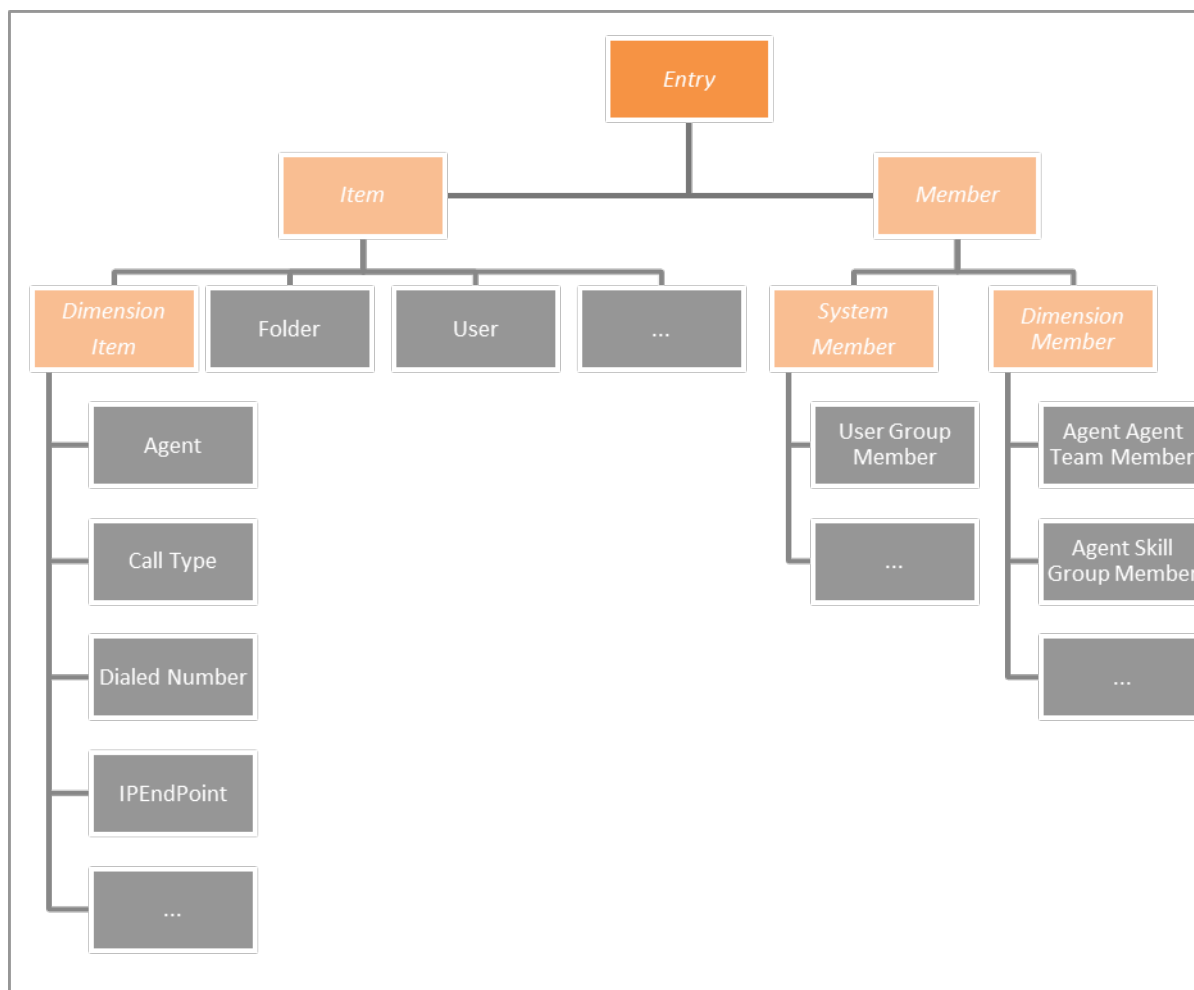 Entry
Item
Member
Dimension
Item
Folder
User
...
System
Member
Dimension
Member
Agent
User Group
Member
Agent Agent
Team Member
Call Type
...
Agent Skill
Group Member
Dialed Number
...
IPEndPoint
...